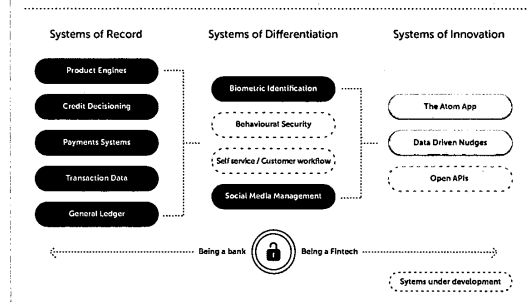 Systems of Record
Systems of Differentiation
Systems of Innovation
Product Engines
Credit Decisioning
Payments Systems
Transaction Data
General Ledger
Biometric Identification
Behavioural Security
Self service / Customer workflow
Social Media Management
The Atom App
Data Driven Nudges
Open APIs
Being a bank
Being a Fintech
Sytems under development